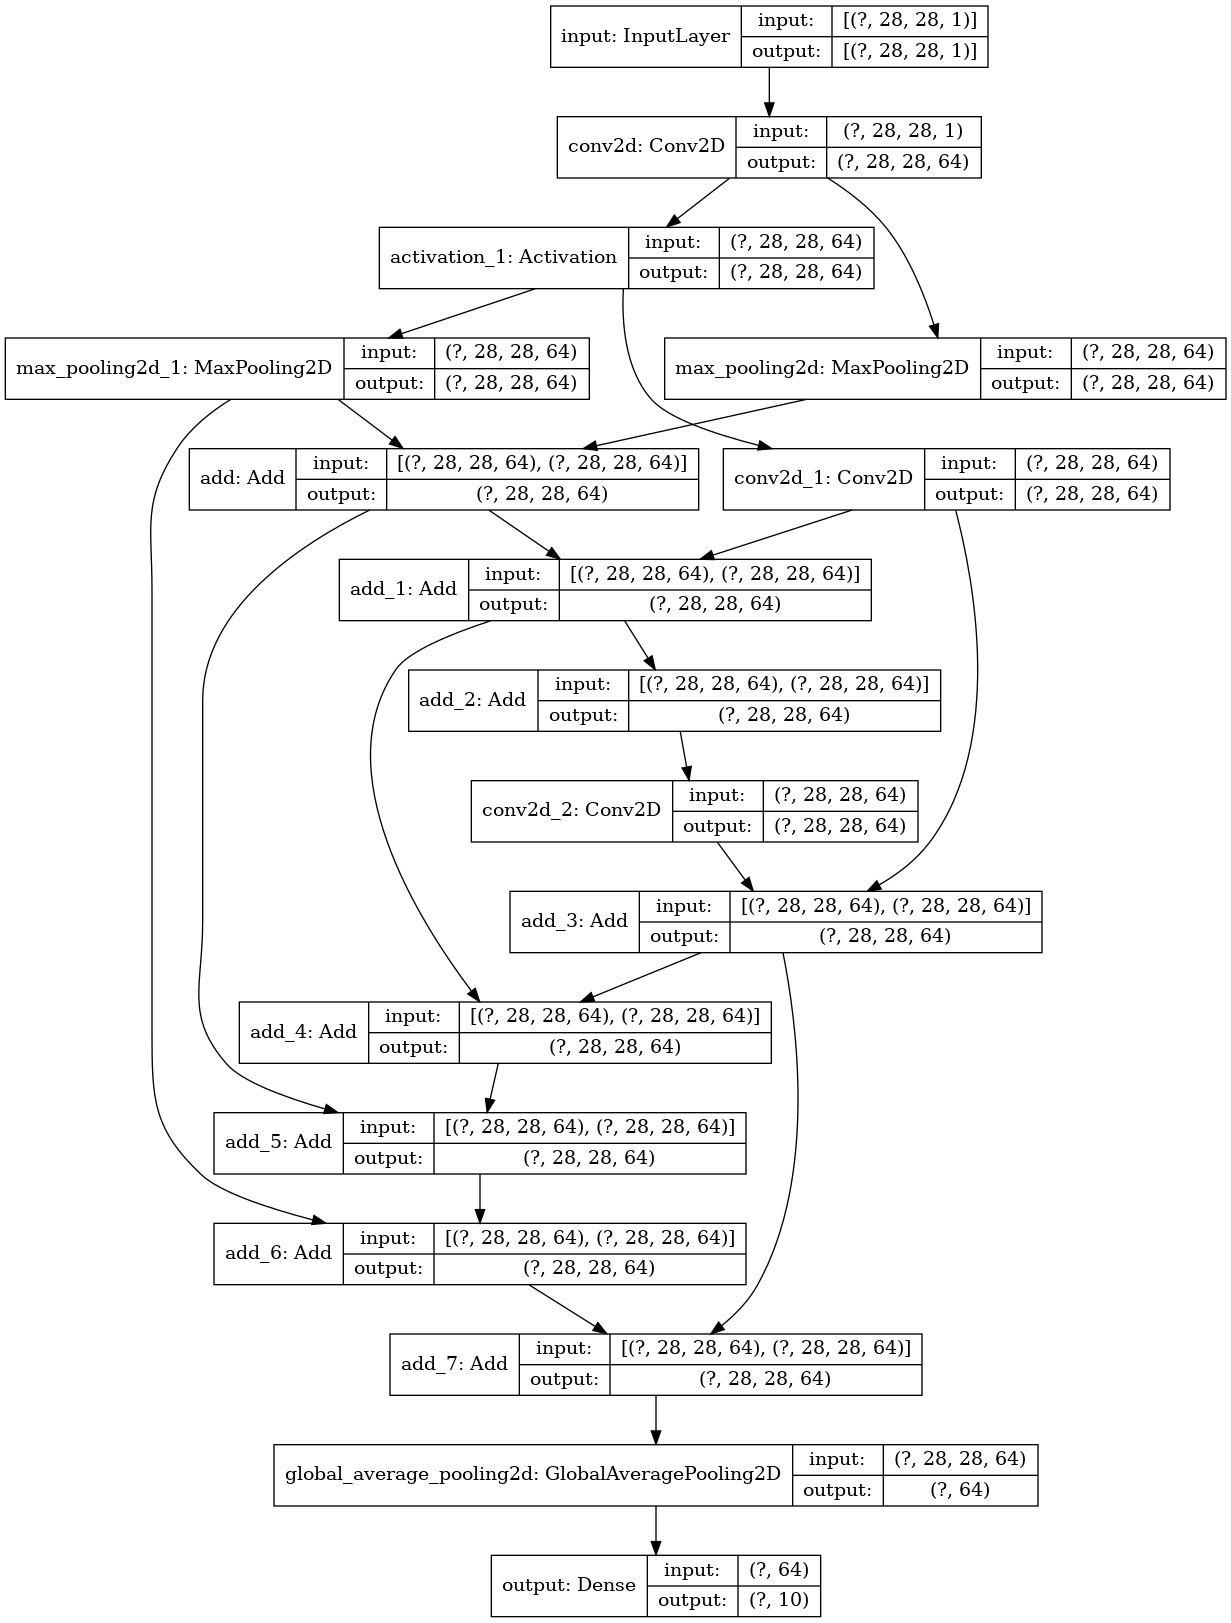 input: InputLayer
input:
[(?, 28, 28, 1)]
output:
[(?, 28, 28, 1)]
conv2d: Conv2D
input:
(?, 28, 28, 1)
output:
(?, 28, 28, 64)
activation_1: Activation
input:
(?, 28, 28, 64)
output:
(?, 28, 28, 64)
max_pooling2d_1: MaxPooling2D
input:
(?, 28, 28, 64)
output:
(?, 28, 28, 64)
max_pooling2d: MaxPooling2D
input:
(?, 28, 28, 64)
output:
(?, 28, 28, 64)
add: Add
input:
[(?, 28, 28, 64), (?, 28, 28, 64)]
output:
(?, 28, 28, 64)
conv2d_1: Conv2D
input:
(?, 28, 28, 64)
output:
(?, 28, 28, 64)
add_1: Add
input:
[(?, 28, 28, 64), (?, 28, 28, 64)]
output:
(?, 28, 28, 64)
add_2: Add
input:
[(?, 28, 28, 64), (?, 28, 28, 64)]
output:
(?, 28, 28, 64)
conv2d_2: Conv2D
input:
(?, 28, 28, 64)
output:
(?, 28, 28, 64)
add_3: Add
input:
[(?, 28, 28, 64), (?, 28, 28, 64)]
output:
(?, 28, 28, 64)
add_4: Add
input:
[(?, 28, 28, 64), (?, 28, 28, 64)]
output:
(?, 28, 28, 64)
add_5: Add
input:
[(?, 28, 28, 64), (?, 28, 28, 64)]
output:
(?, 28, 28, 64)
add_6: Add
input:
[(?, 28, 28, 64), (?, 28, 28, 64)]
output:
(?, 28, 28, 64)
add_7: Add
input:
[(?, 28, 28, 64), (?, 28, 28, 64)]
output:
(?, 28, 28, 64)
global_average_pooling2d: GlobalAveragePooling2D
input:
(?, 28, 28, 64)
output:
(?, 64)
output: Dense
input:
(?, 64)
output:
(?, 10)